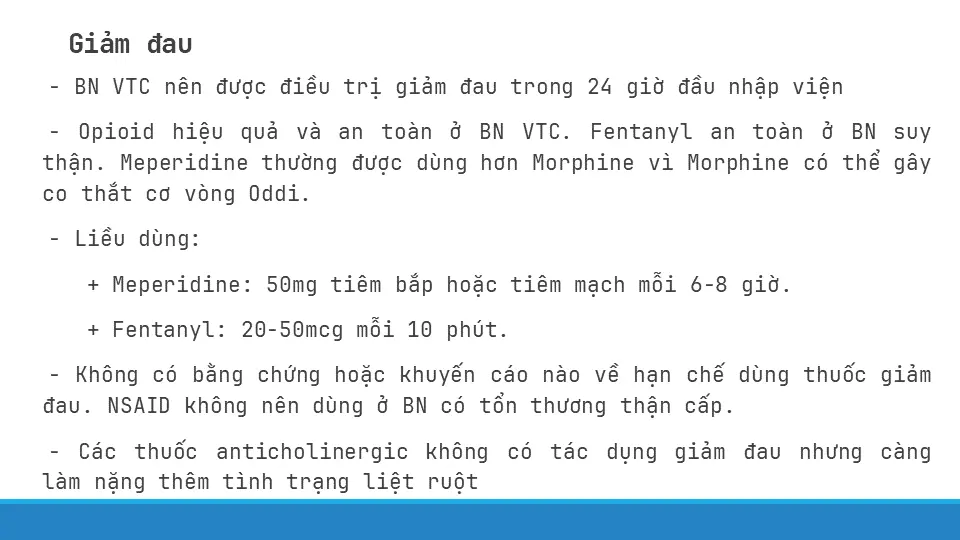 Giảm đau
- BN VTC nên được điều trị giảm đau trong 24 giờ đầu nhập viện
- Opioid hiệu quả và an toàn ở BN VTC. Fentanyl an toàn ở BN suy
thận. Meperidine thường được dùng hơn Morphine vì Morphine có thể gây
co thắt cơ vòng Oddi.
- Liều dùng:
+ Meperidine: 50mg tiêm bắp hoặc tiêm mạch mỗi 6-8 giờ.
+ Fentanyl: 20-50mcg mỗi 10 phút.
- Không có bằng chứng hoặc khuyến cáo nào về hạn chế dùng thuốc giảm
đau. NSAID không nên dùng ở BN có tổn thương thận cấp.
- Các thuốc anticholinergic không có tác dụng giảm đau nhưng càng
làm nặng thêm tình trạng liệt ruột